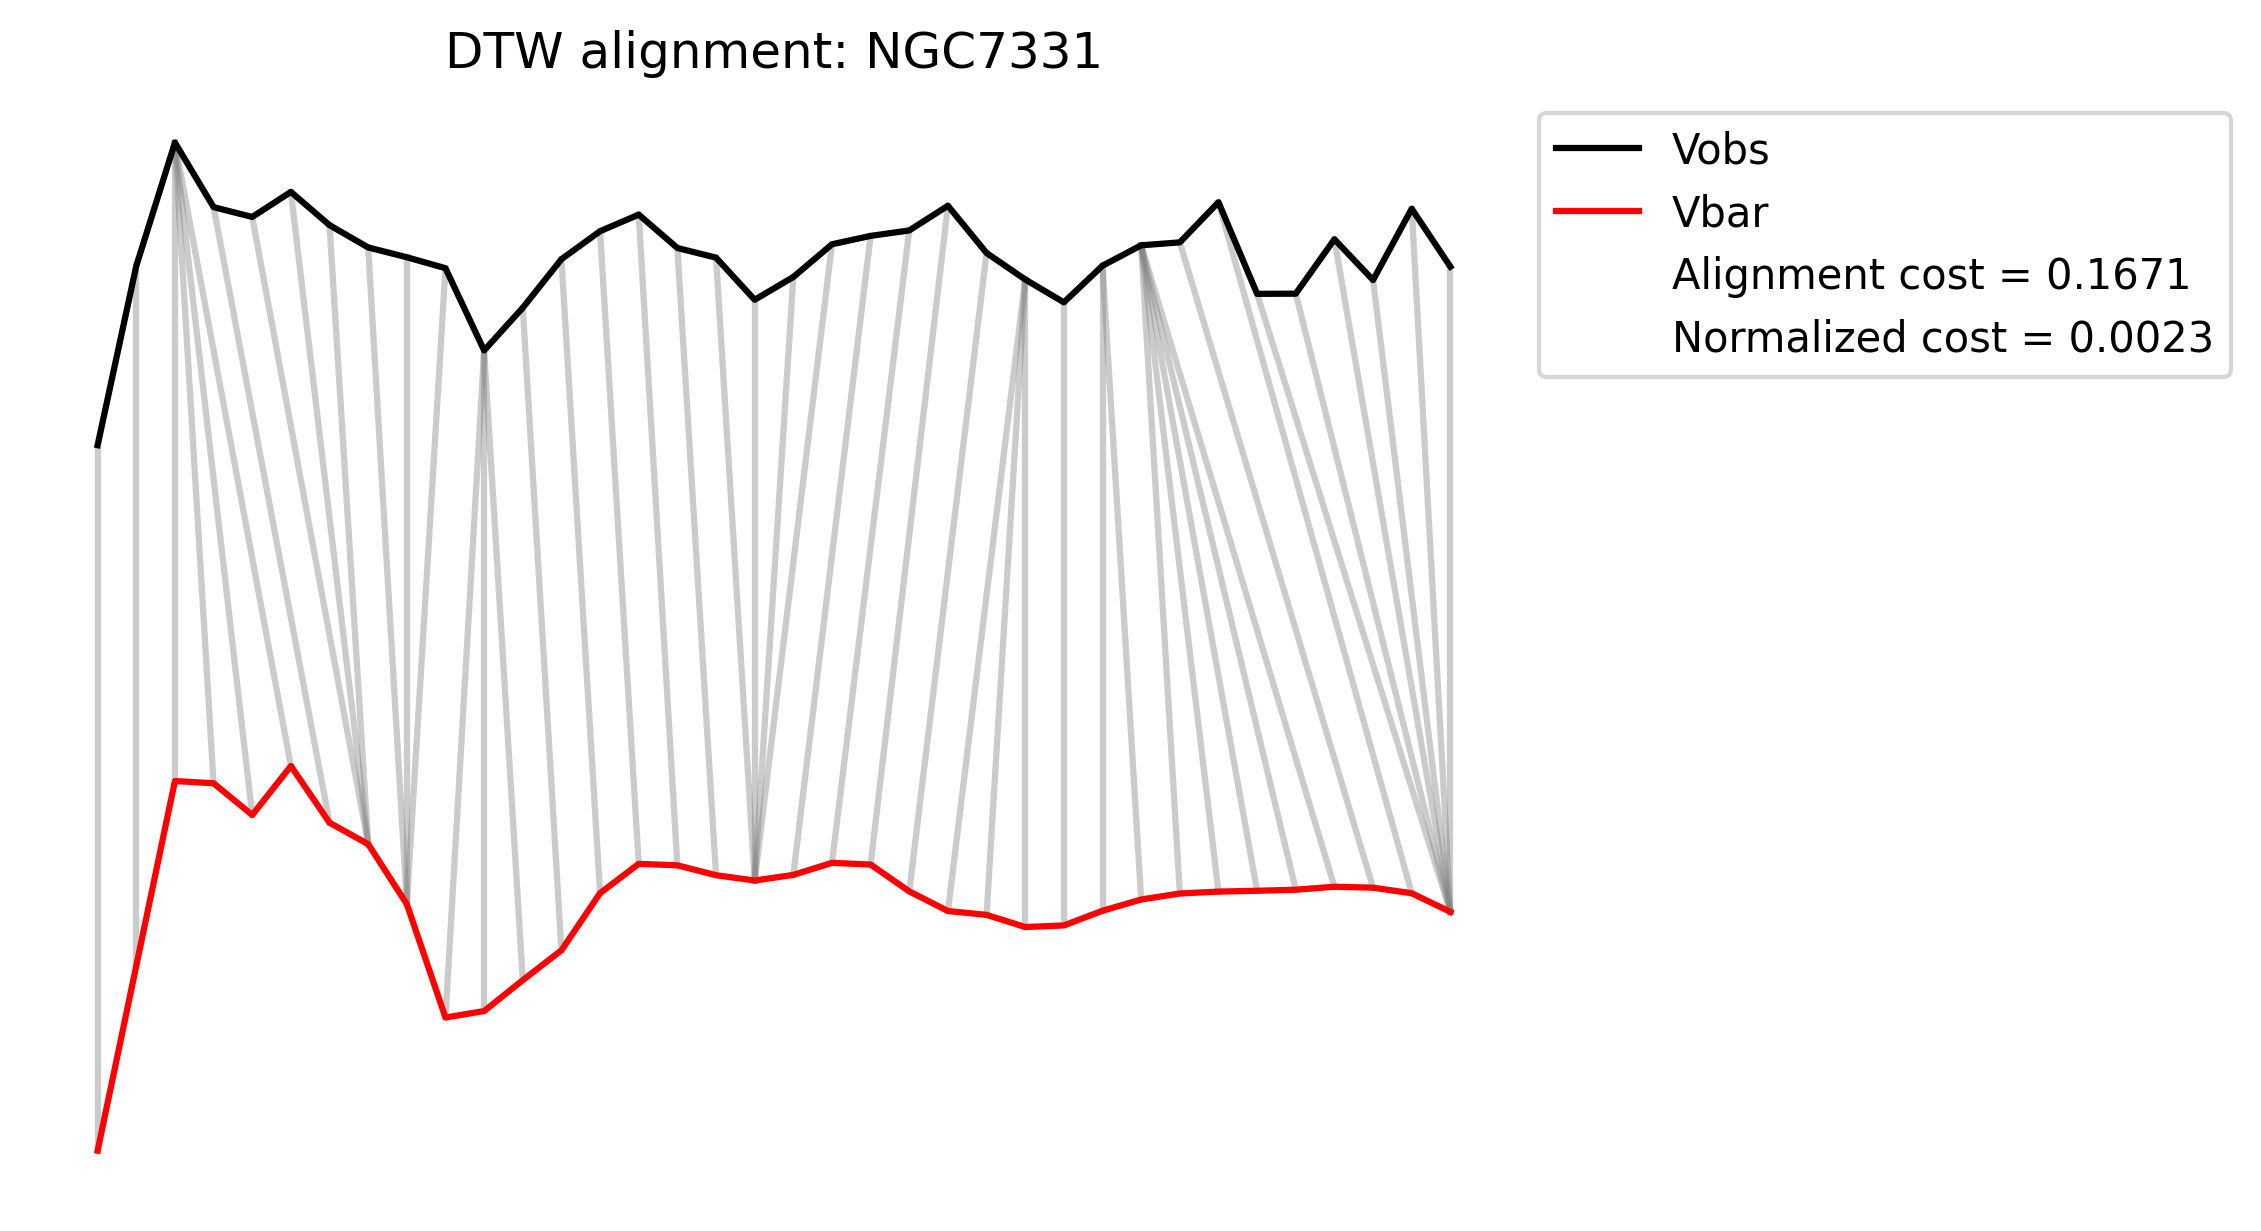 DTW alignment: NGC7331
Vobs
Vbar
Alignment cost = 0.1671
Normalized cost = 0.0023